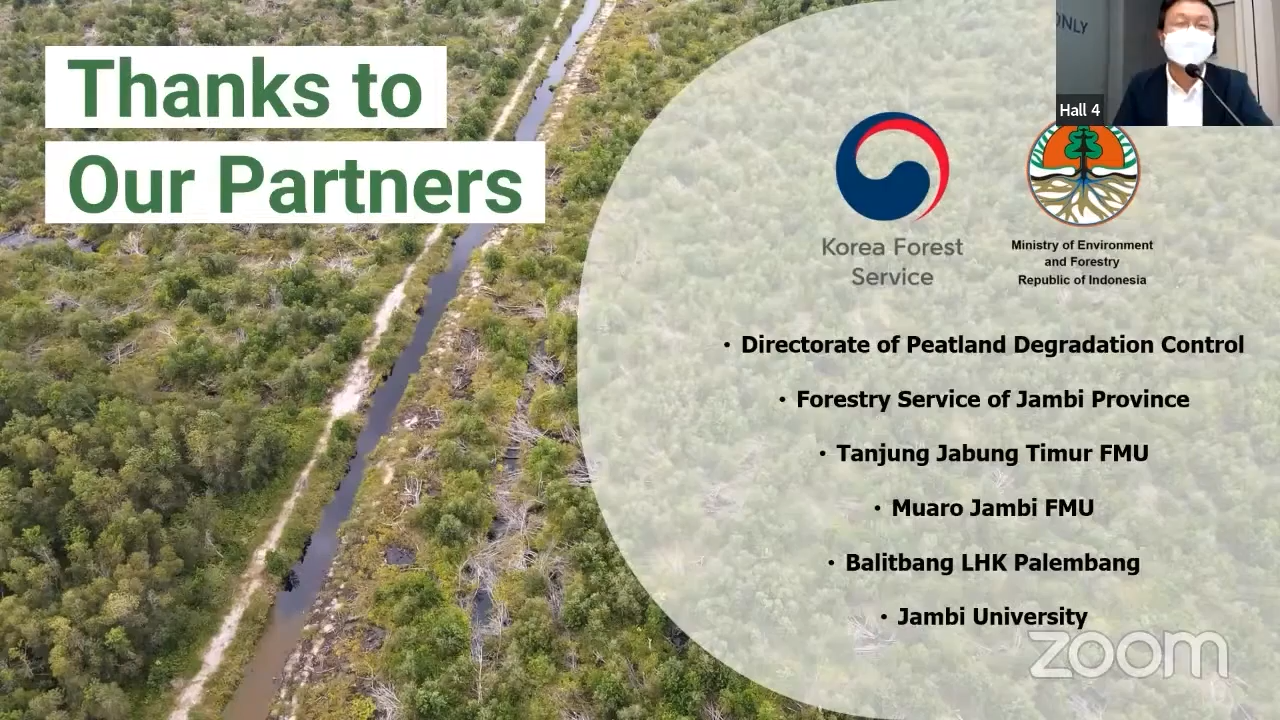 Thanks to
Our Partners
ONLY
Hall 4
Korea Forest
Service
Ministry of Environment
and Forestry
Republic of Indonesia
• Directorate of Peatland Degradation Control
• Forestry Service of Jambi Province
• Tanjung Jabung Timur FMU
• Muaro Jambi FMU
• Balitbang LHK Palembang
• Jambi University
zoom